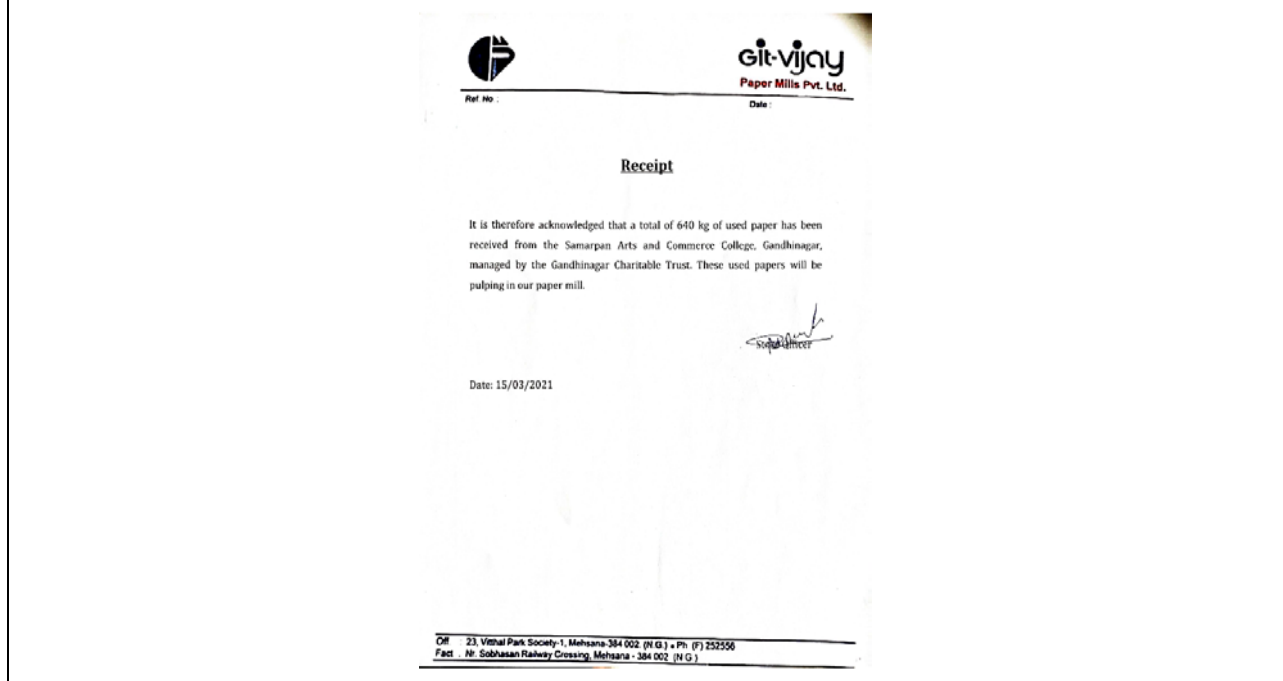 Git-Vijay
Paper Mills Pvt. Ltd.
Ref. No :
Date :
Receipt
It is therefore acknowledged that a total of 640 kg of used paper has been
received from the Samarpan Arts and Commerce College, Gandhinagar,
managed by the Gandhinagar Charitable Trust. These used papers will be
pulping in our paper mill.
Officer
Date: 15/03/2021
Off : 23, Vitthal Park Society-1, Mehsana-384 002. (N.G.) • Ph (F) 252556
Fact . Nr. Sobhasan Railway Crossing, Mehsana - 384 002 (N G )